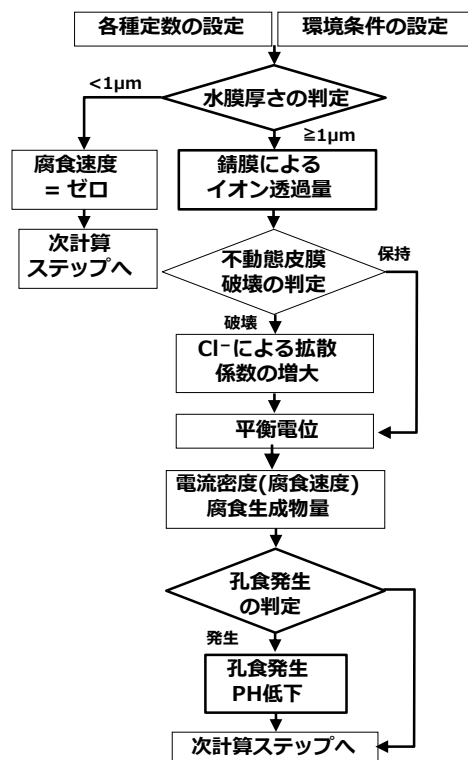 各種定数の設定
環境条件の設定
水膜厚さの判定
<1μm
≧1μm
腐食速度
= ゼロ
錆膜による
イオン透過量
次計算
ステップへ
不動態皮膜
破壊の判定
保持
破壊
Cl⁻による拡散
係数の増大
平衡電位
電流密度(腐食速度)
腐食生成物量
孔食発生
の判定
発生
孔食発生
PH低下
次計算ステップへ